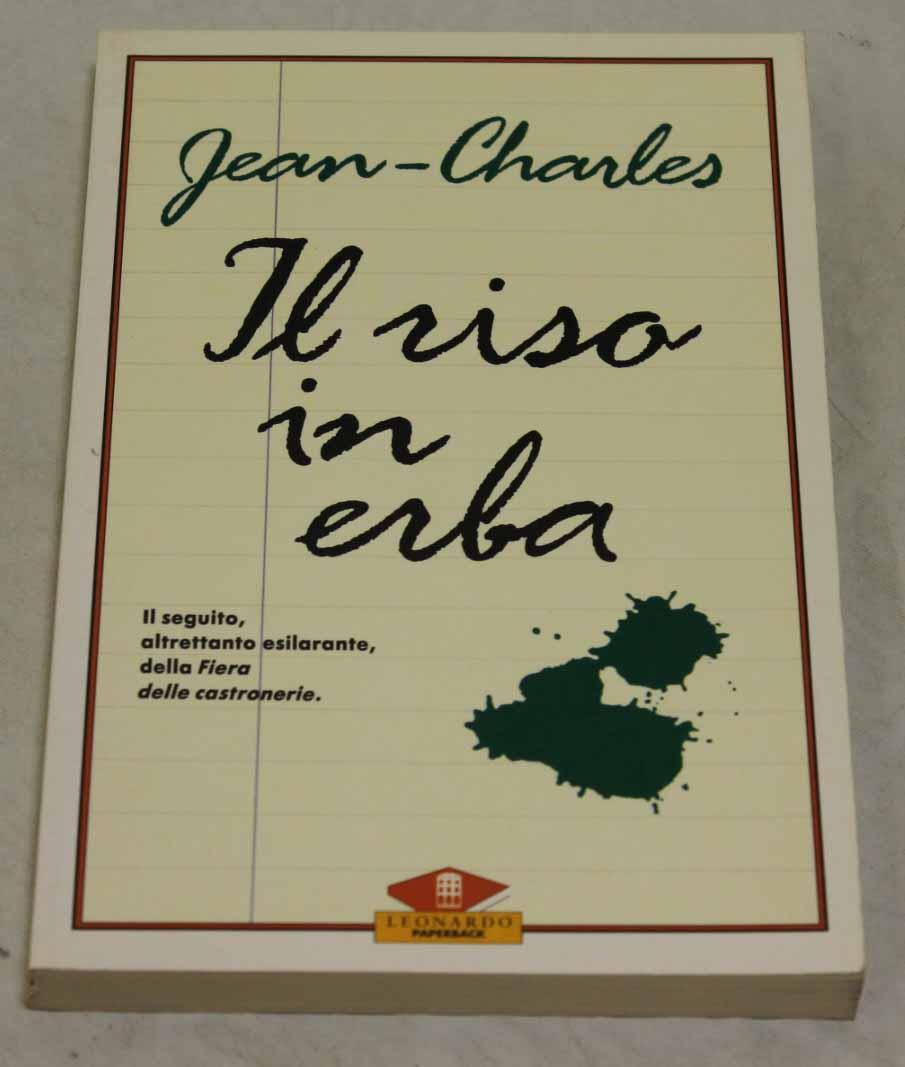 Jean-Charles
Il riso
in
erba
Il seguito,
altrettanto esilarante,
della Fiera
delle castronerie.
LEONARDO
PAPERBACK